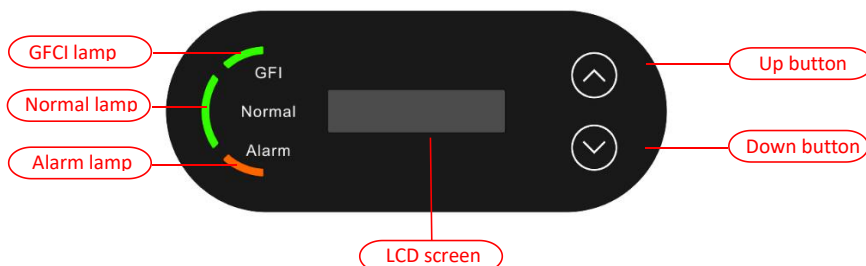 GFCI lamp
GFI
Up button
Normal lamp
Normal
Alarm
Alarm lamp
Down button
LCD screen